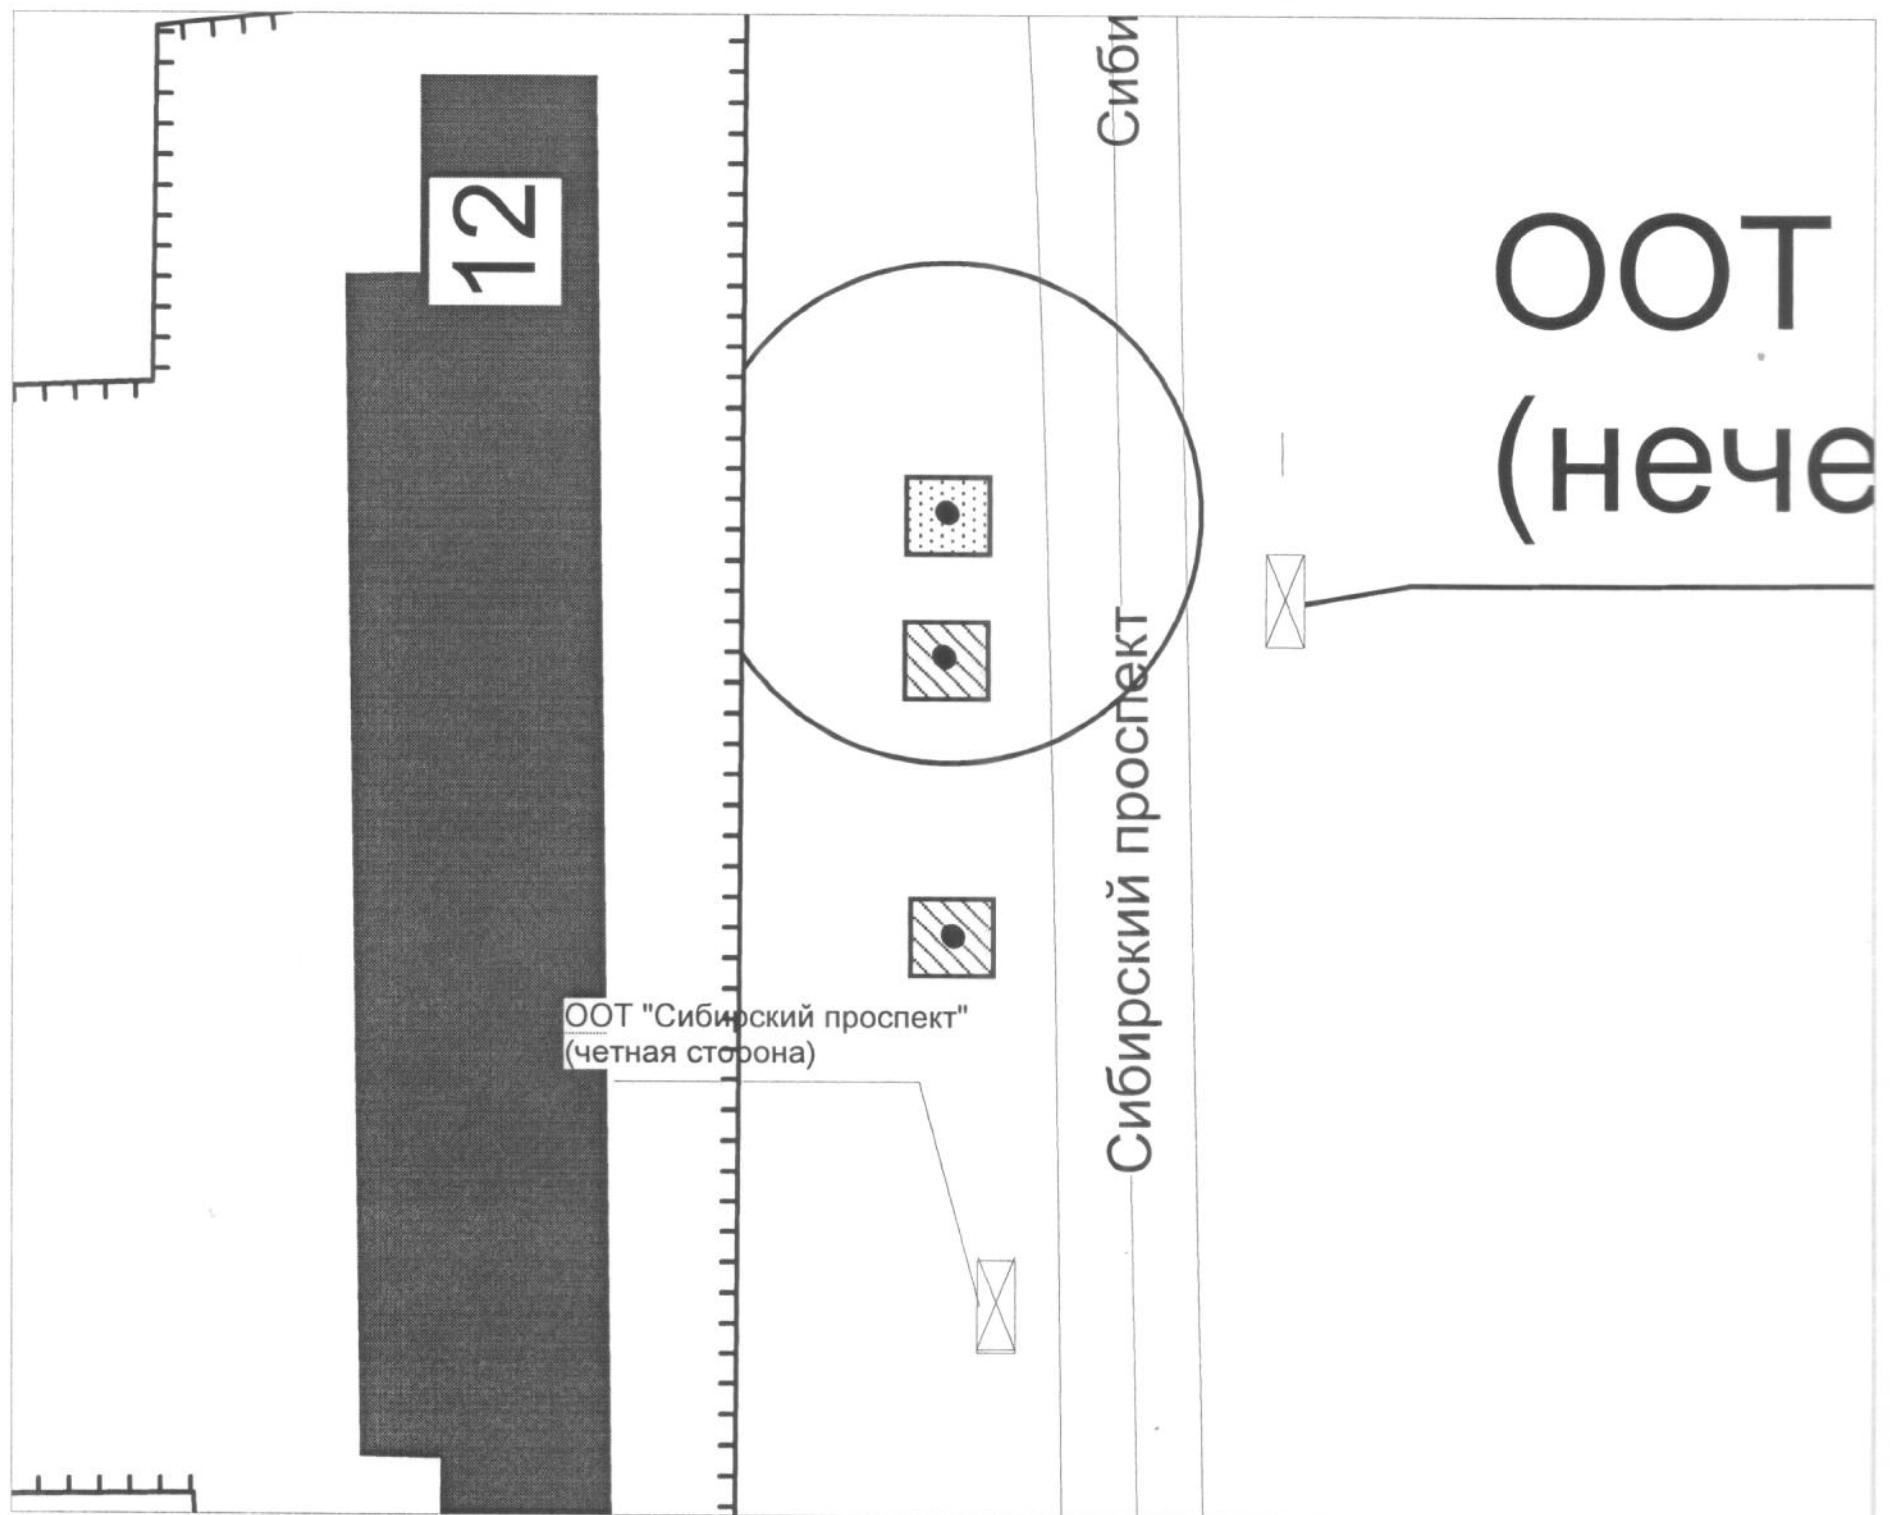 Сиби
12
ООТ
(нече
Сибирский проспект
ООТ "Сибирский проспект"
(четная сторона)